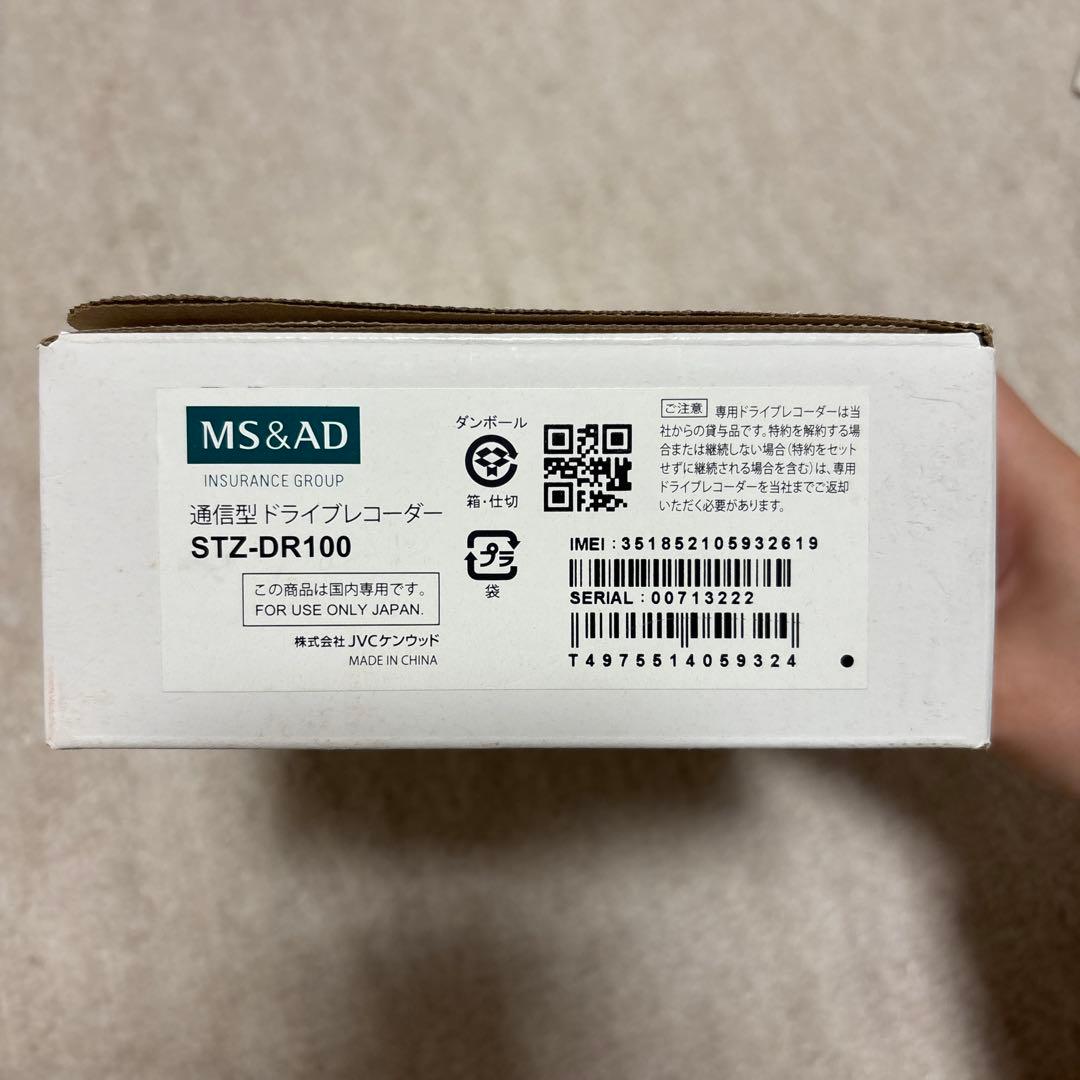 MS&AD
INSURANCE GROUP
通信型ドライブレコーダー
STZ-DR100
この商品は国内専用です。
FOR USE ONLY JAPAN.
株式会社JVCケンウッド
MADE IN CHINA
ダンボール
箱・仕切
プラ
袋
ご注意 専用ドライブレコーダーは当
社からの貸与品です。特約を解約する場
合または継続しない場合(特約をセット
せずに継続される場合を含む)は、専用
ドライブレコーダーを当社までご返却
いただく必要があります。
IMEI：351852105932619
SERIAL：00713222
T4975514059324